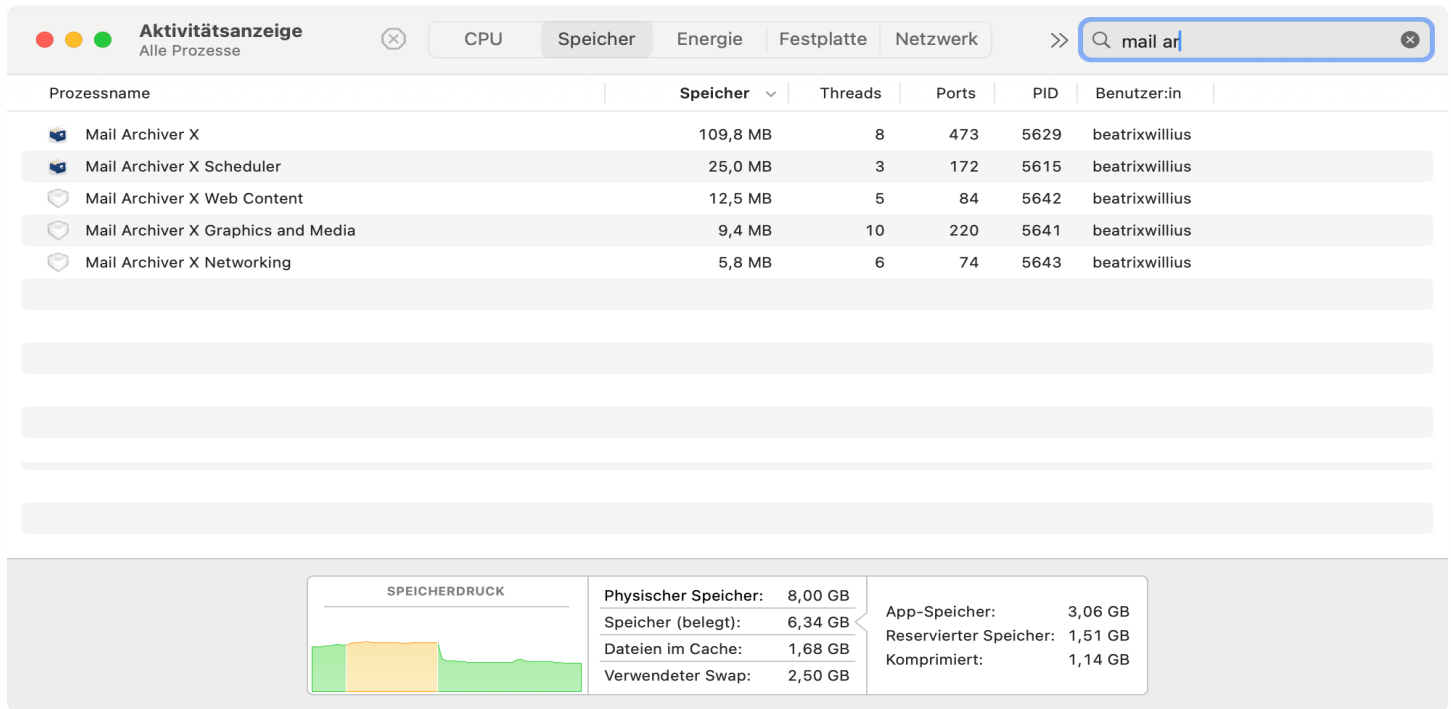 Aktivitätsanzeige
Alle Prozesse
CPU Speicher Energie Festplatte Netzwerk
mail ar
Prozessname Speicher Threads Ports PID Benutzer:in
Mail Archiver X 109,8 MB 8 473 5629 beatrixwillius
Mail Archiver X Scheduler 25,0 MB 3 172 5615 beatrixwillius
Mail Archiver X Web Content 12,5 MB 5 84 5642 beatrixwillius
Mail Archiver X Graphics and Media 9,4 MB 10 220 5641 beatrixwillius
Mail Archiver X Networking 5,8 MB 6 74 5643 beatrixwillius
SPEICHERDRUCK
Physischer Speicher: 8,00 GB
Speicher (belegt): 6,34 GB
Dateien im Cache: 1,68 GB
Verwendeter Swap: 2,50 GB
App-Speicher: 3,06 GB
Reservierter Speicher: 1,51 GB
Komprimiert: 1,14 GB